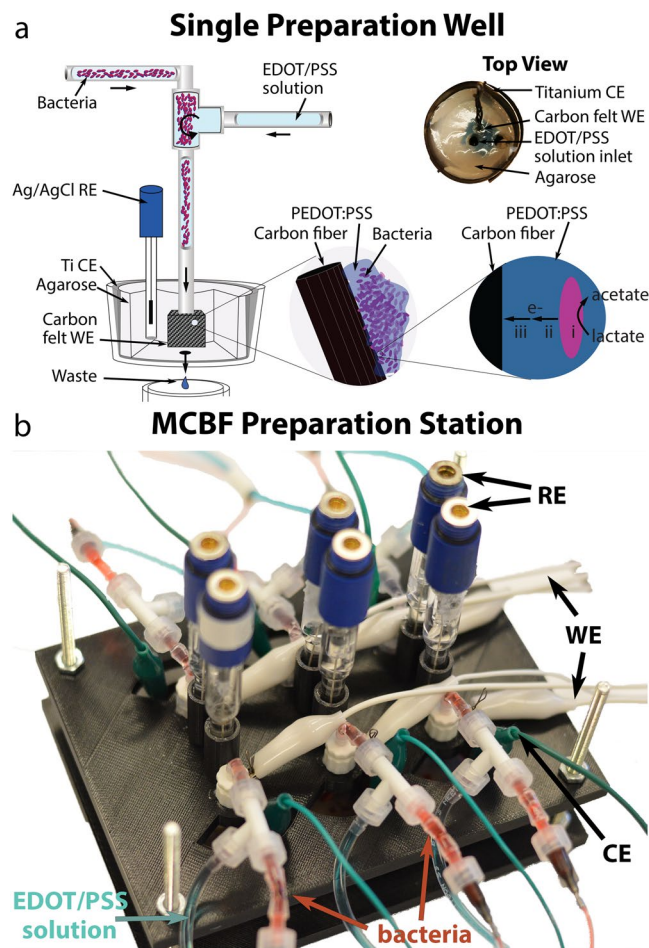 a
Single Preparation Well
Bacteria
EDOT/PSS
solution
Top View
Titanium CE
Carbon felt WE
EDOT/PSS
solution inlet
Agarose
Ag/AgCl RE
Ti CE
Agarose
Carbon
felt WE
Waste
PEDOT:PSS
Carbon fiber
Bacteria
PEDOT:PSS
Carbon fiber
acetate
e-
iii
ii
i
lactate
b
MCBF Preparation Station
RE
WE
CE
EDOT/PSS
solution
bacteria